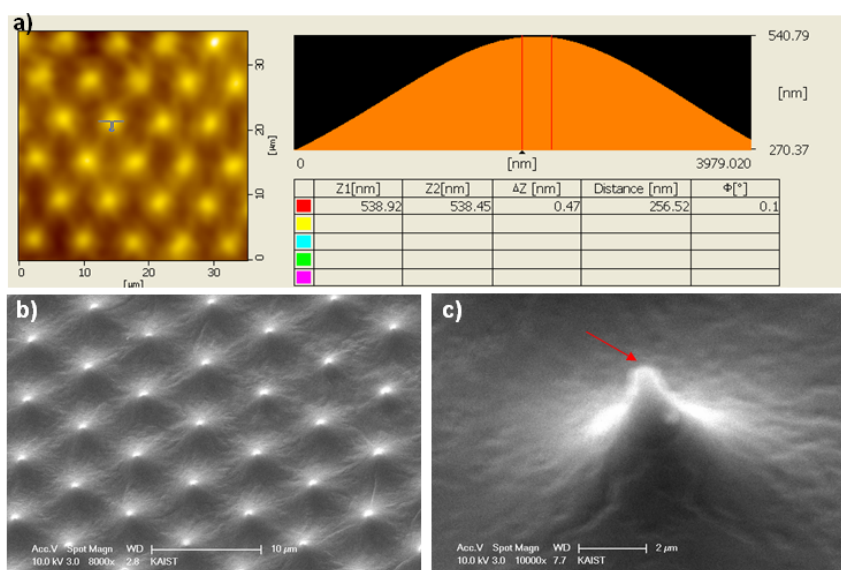 a)
30
20
10
0
[µm]
0 10 20 30
[µm]
540.79
[nm]
270.37
0 [nm] 3979.020
Z1[nm] Z2[nm] ΔZ [nm] Distance [nm] Φ[°]
538.92 538.45 0.47 256.52 0.1
b)
Acc.V Spot Magn WD 10 µm
10.0 kV 3.0 8000x 2.8 KAIST
c)
Acc.V Spot Magn WD 2 µm
10.0 kV 3.0 10000x 7.7 KAIST